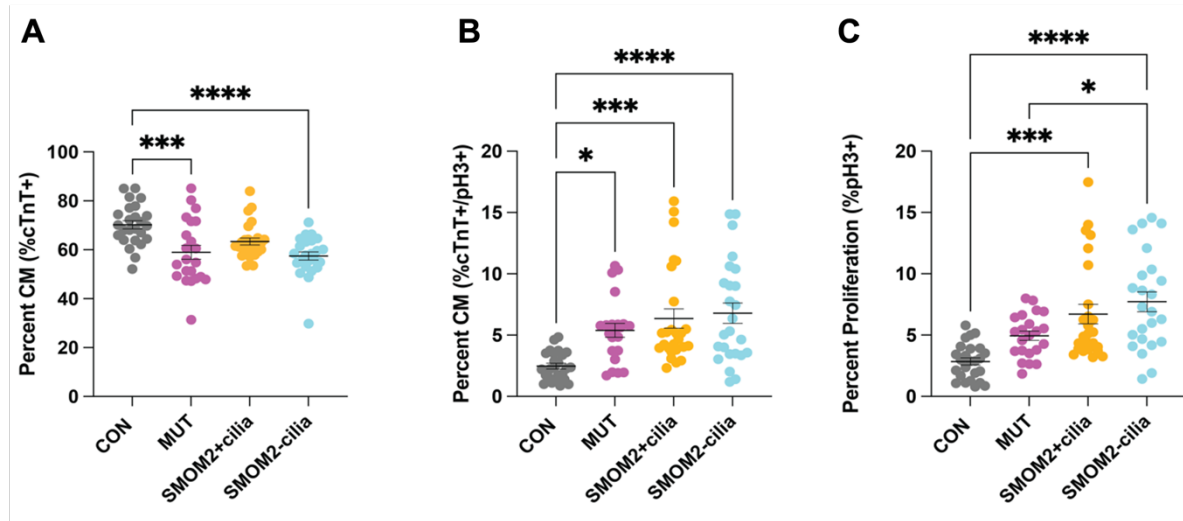 A
Percent CM (%cTnT+)
100
80
60
40
20
0
***
****
CON
MUT
SMOM2+cilia
SMOM2-cilia
B
Percent CM (%cTnT+/pH3+)
20
15
10
5
0
*
***
****
CON
MUT
SMOM2+cilia
SMOM2-cilia
C
Percent Proliferation (%pH3+)
20
15
10
5
0
****
*
***
CON
MUT
SMOM2+cilia
SMOM2-cilia